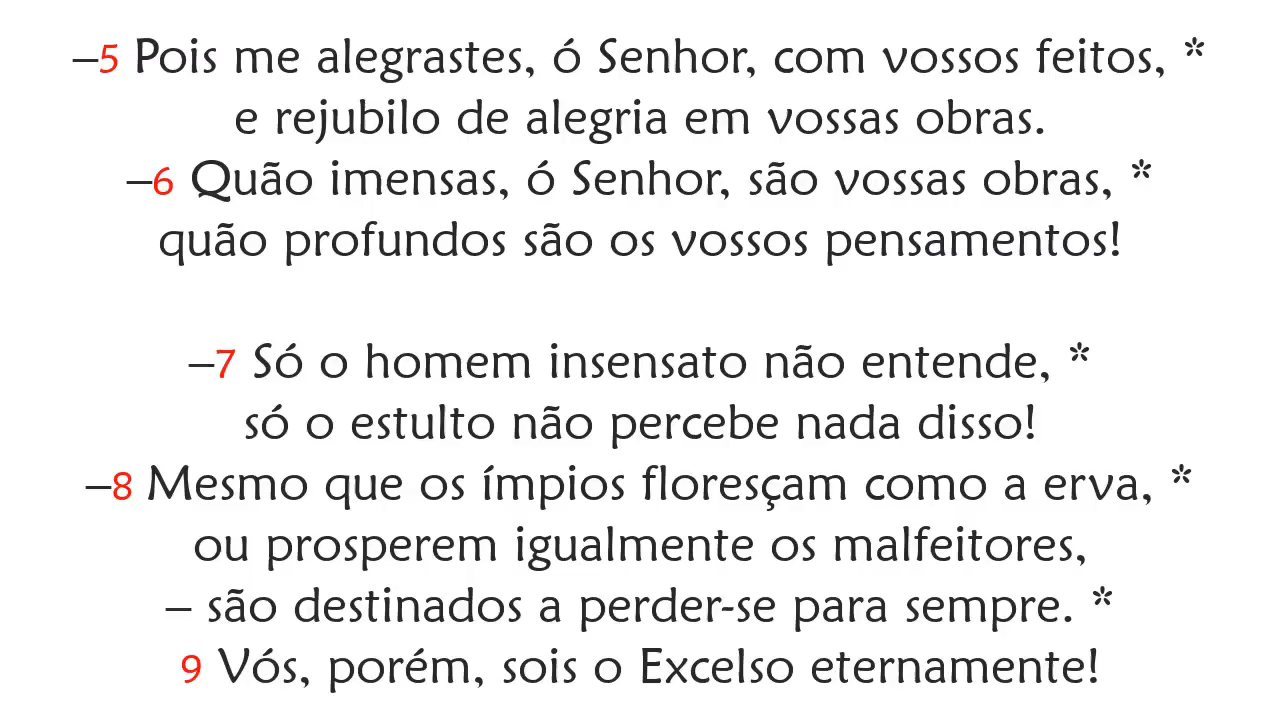 –5 Pois me alegrastes, ó Senhor, com vossos feitos, *
e rejubilo de alegria em vossas obras.
–6 Quão imensas, ó Senhor, são vossas obras, *
quão profundos são os vossos pensamentos!
–7 Só o homem insensato não entende, *
só o estulto não percebe nada disso!
–8 Mesmo que os ímpios floresçam como a erva, *
ou prosperem igualmente os malfeitores,
– são destinados a perder-se para sempre. *
9 Vós, porém, sois o Excelso eternamente!